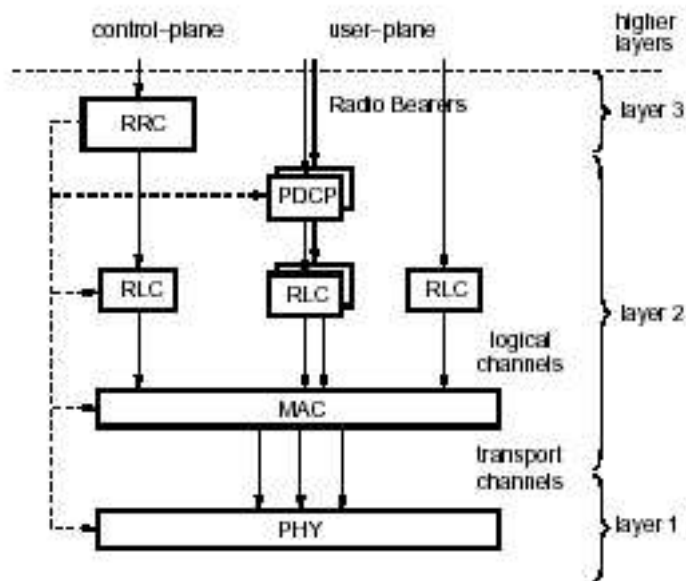 control-plane
user-plane
higher
layers
Radio Bearers
layer 3
RRC
PDCP
RLC
RLC
RLC
layer 2
logical
channels
MAC
transport
channels
PHY
layer 1